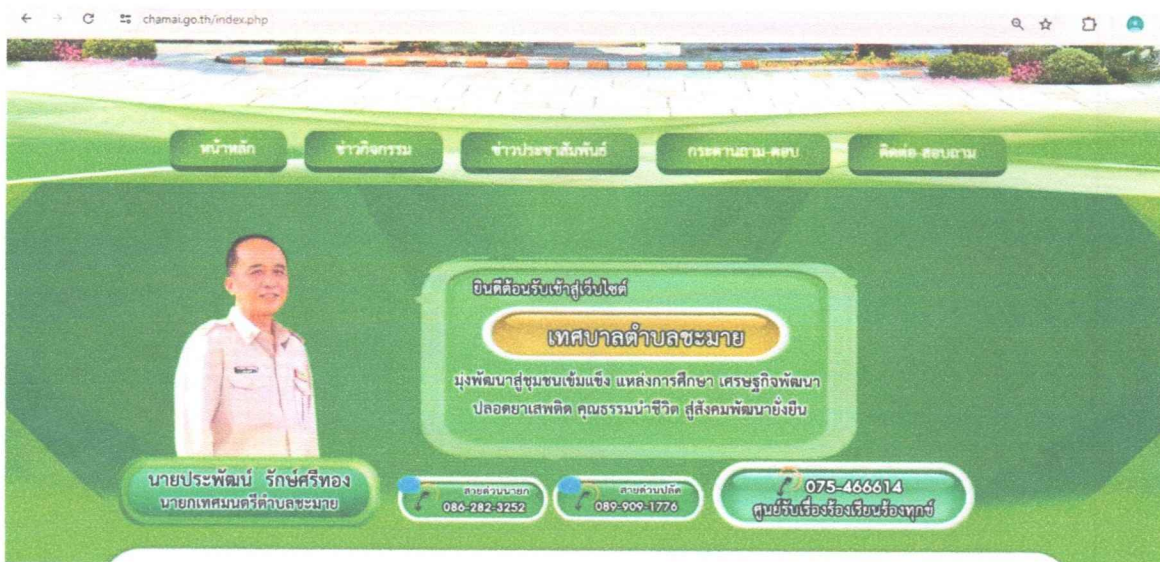 chamai.go.th/index.php
หน้าหลัก
ข่าวกิจกรรม
ข่าวประชาสัมพันธ์
กระดานถาม-ตอบ
ติดต่อ-สอบถาม
ยินดีต้อนรับเข้าสู่เว็บไซต์
เทศบาลตำบลชะมาย
มุ่งพัฒนาสู่ชุมชนเข้มแข็ง แหล่งการศึกษา เศรษฐกิจพัฒนา
ปลอดยาเสพติด คุณธรรมนำชีวิต สู่สังคมพัฒนายั่งยืน
นายประพัฒน์ รักษ์ศรีทอง
นายกเทศมนตรีตำบลชะมาย
สายด่วนนายก
086-282-3252
สายด่วนปลัด
089-909-1776
075-466614
ศูนย์รับเรื่องร้องเรียนร้องทุกข์